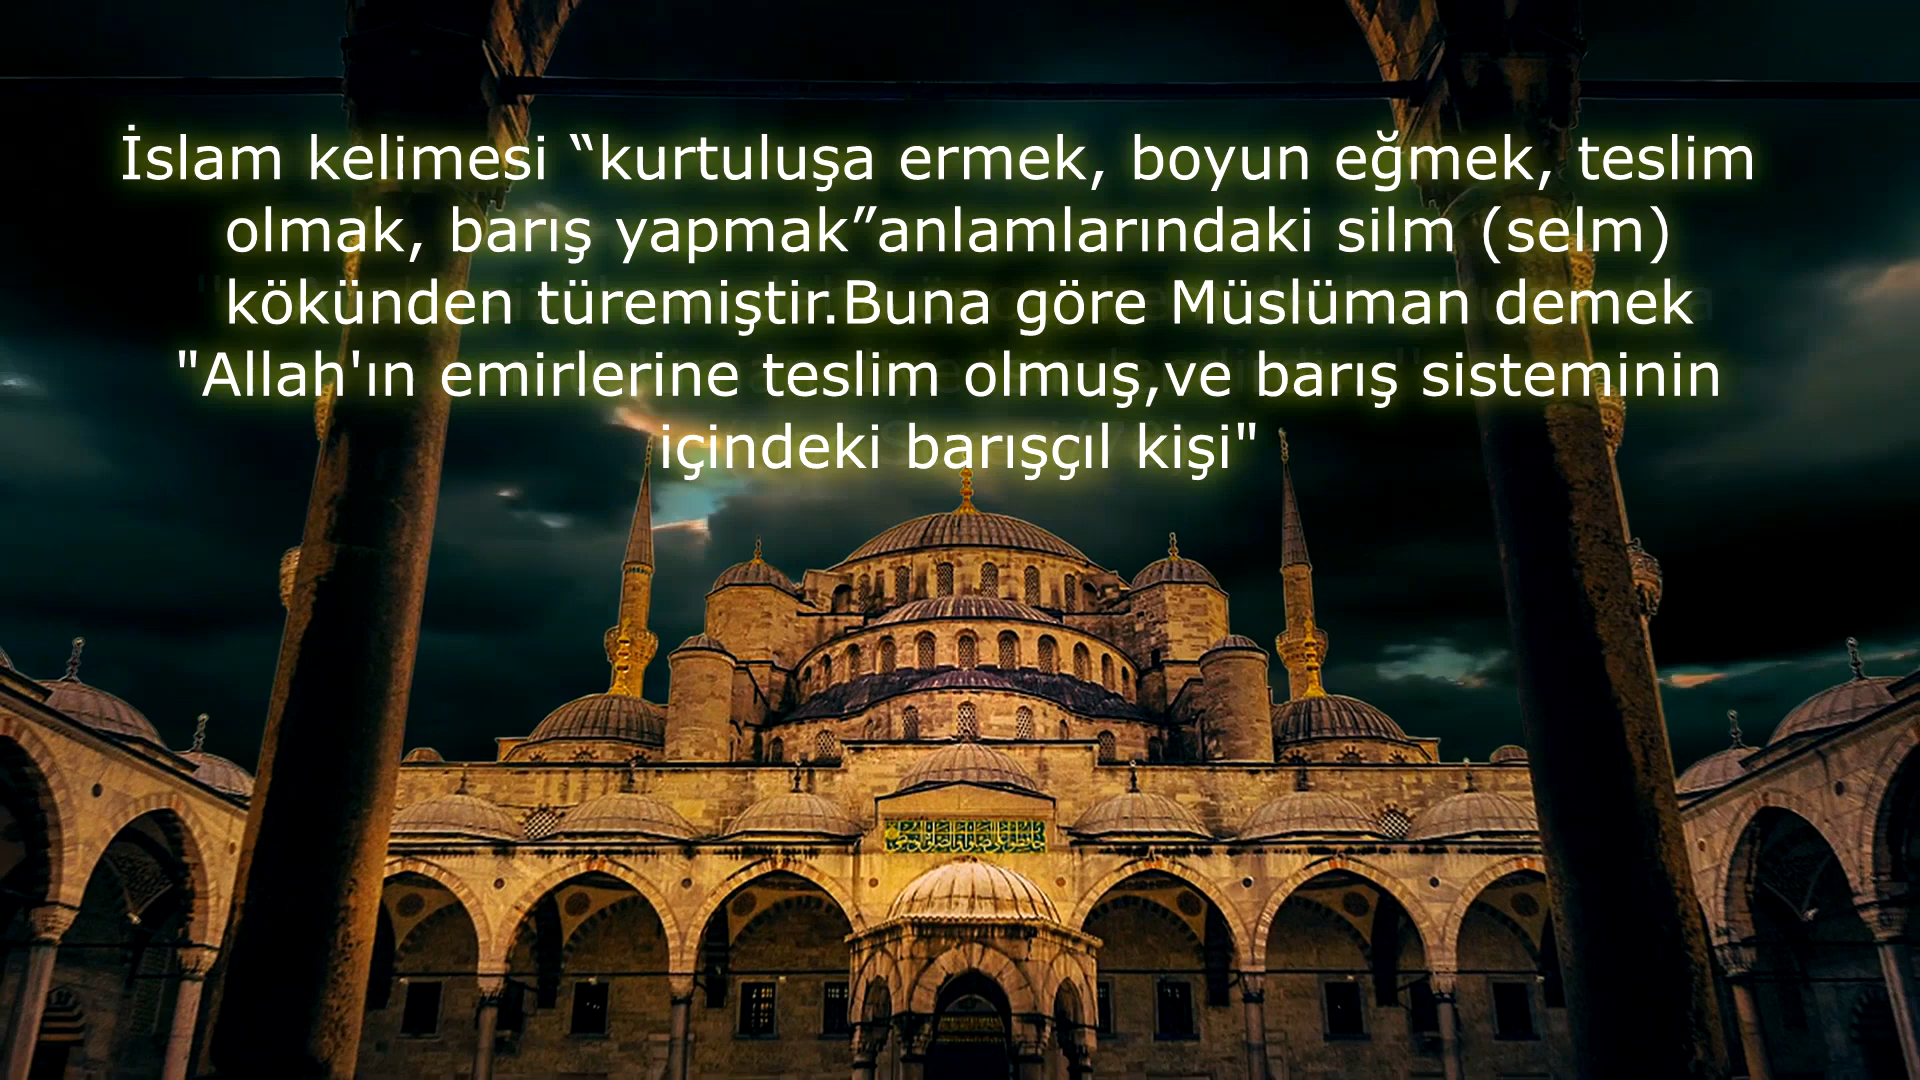 İslam kelimesi “kurtuluşa ermek, boyun eğmek, teslim
olmak, barış yapmak”anlamlarındaki silm (selm)
kökünden türemiştir.Buna göre Müslüman demek
"Allah'ın emirlerine teslim olmuş,ve barış sisteminin
içindeki barışçıl kişi"